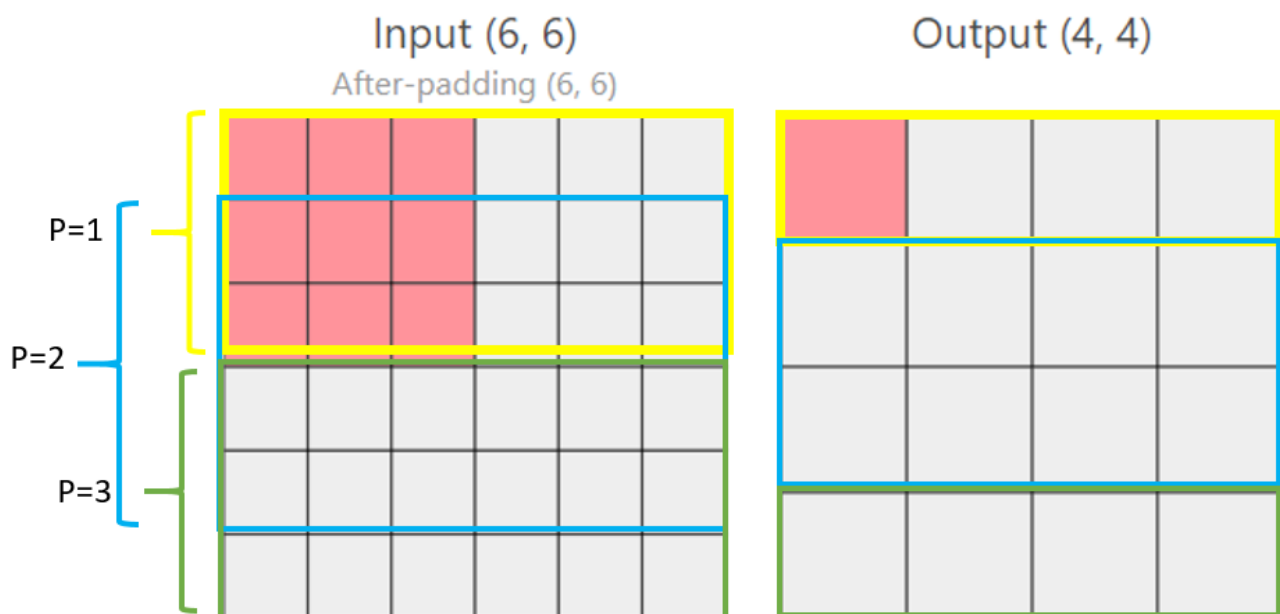 Input (6, 6)
Output (4, 4)
After-padding (6, 6)
P=1
P=2
P=3